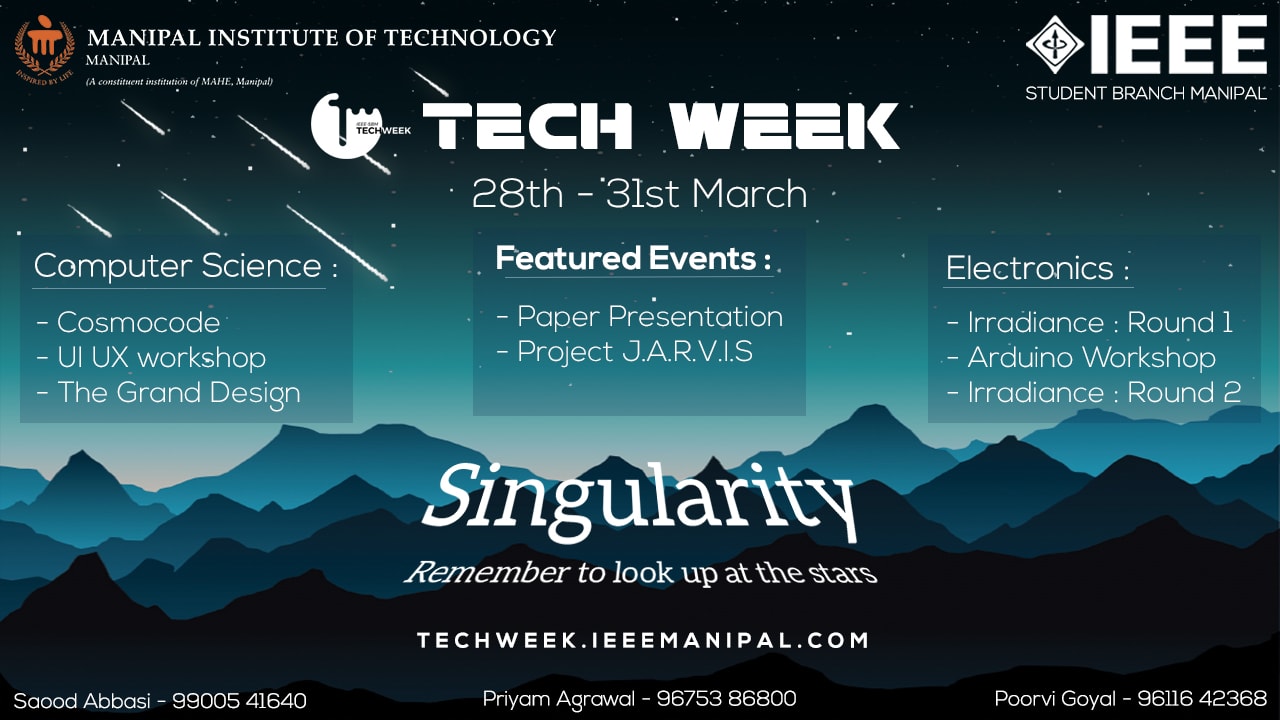 MANIPAL INSTITUTE OF TECHNOLOGY
MANIPAL
(A constituent institution of MAHE, Manipal)
INSPIRED BY LIFE
IEEE
STUDENT BRANCH MANIPAL
IEEE SBM
TECHWEEK
TECH WEEK
28th - 31st March
Computer Science :
- Cosmocode
- UI UX workshop
- The Grand Design
Featured Events :
- Paper Presentation
- Project J.A.R.V.I.S
Electronics :
- Irradiance : Round 1
- Arduino Workshop
- Irradiance : Round 2
Singularity
Remember to look up at the stars
TECHWEEK.IEEEMANIPAL.COM
Saood Abbasi - 99005 41640
Priyam Agrawal - 96753 86800
Poorvi Goyal - 96116 42368